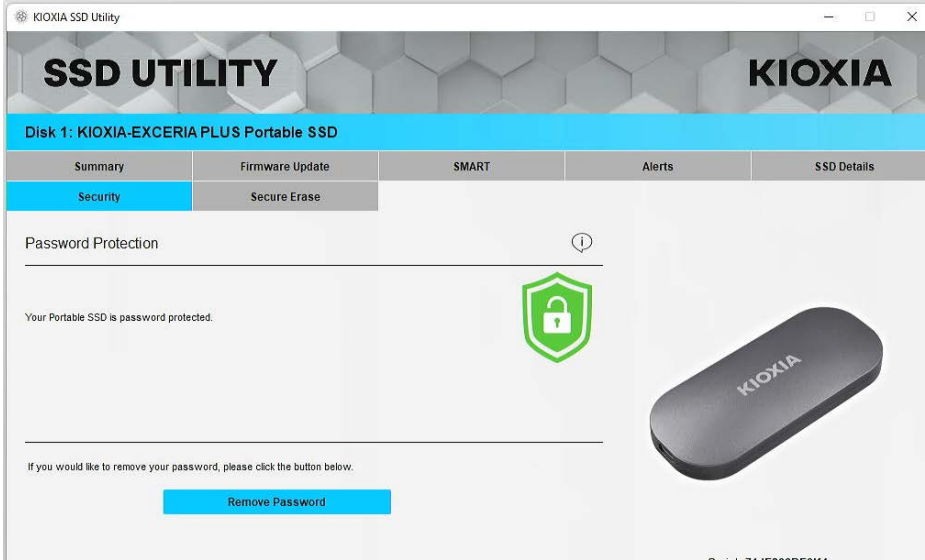 KIOXIA SSD Utility
SSD UTILITY
KIOXIA
Disk 1: KIOXIA-EXCERIA PLUS Portable SSD
Summary
Firmware Update
SMART
Alerts
SSD Details
Security
Secure Erase
Password Protection
Your Portable SSD is password protected.
KIOXIA
If you would like to remove your password, please click the button below.
Remove Password